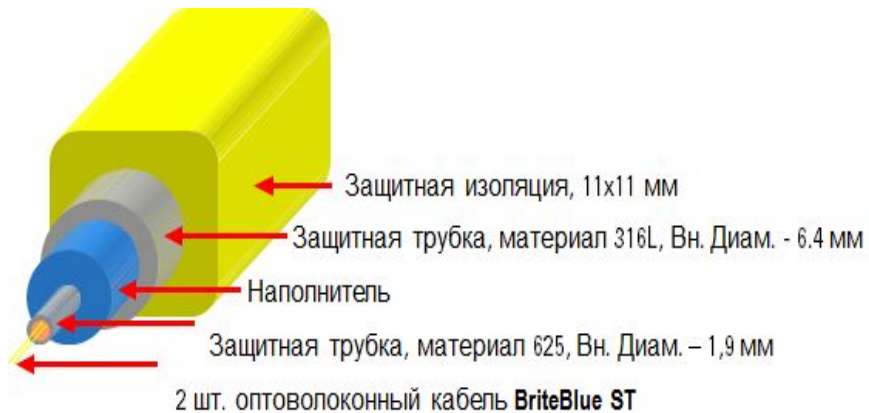 Защитная изоляция, 11х11 мм
Защитная трубка, материал 316L, Вн. Диам. - 6.4 мм
Наполнитель
Защитная трубка, материал 625, Вн. Диам. – 1,9 мм
2 шт. оптоволоконный кабель BriteBlue ST